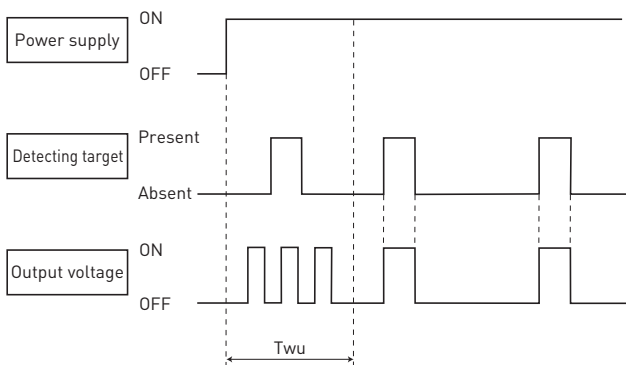 Power supply
ON
OFF
Detecting target
Present
Absent
Output voltage
ON
OFF
Twu